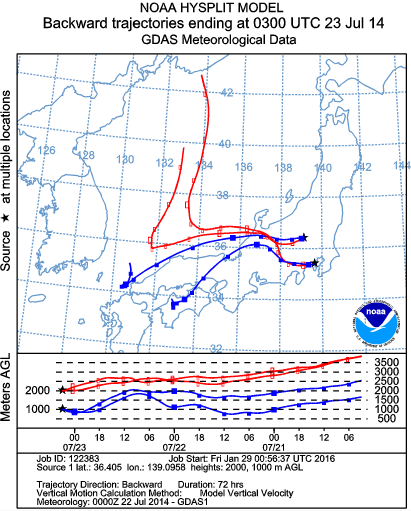 NOAA HYSPLIT MODEL
Backward trajectories ending at 0300 UTC 23 Jul 14
GDAS Meteorological Data
Source ★ at multiple locations
42
40
126 128 130 132 134 136 138 140 142 144
38
36
34
32
noaa
Meters AGL
2000
1000
3500
3000
2500
2000
1500
1000
500
00 18 12 06 00 18 12 06 00 18 12 06
07/23 07/22 07/21
Job ID: 122383 Job Start: Fri Jan 29 00:56:37 UTC 2016
Source 1 lat.: 36.405 lon.: 139.0958 heights: 2000, 1000 m AGL
Trajectory Direction: Backward Duration: 72 hrs
Vertical Motion Calculation Method: Model Vertical Velocity
Meteorology: 0000Z 22 Jul 2014 - GDAS1